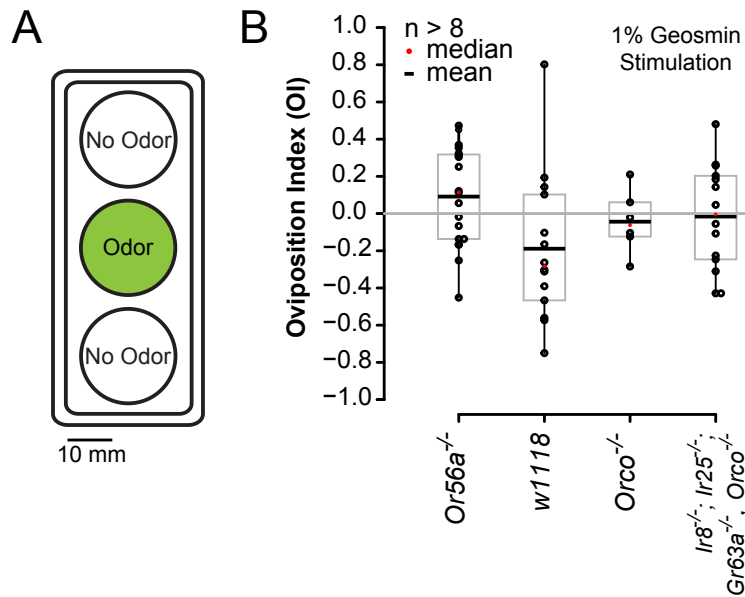 A
No Odor
Odor
No Odor
10 mm
B
n > 8
median
mean
1% Geosmin
Stimulation
Oviposition Index (OI)
1.0
0.8
0.6
0.4
0.2
0.0
−0.2
−0.4
−0.6
−0.8
−1.0
Or56a-/-
w1118
Orco-/-
Ir8-/-; Ir25-/-;
Gr63a-/-, Orco-/-